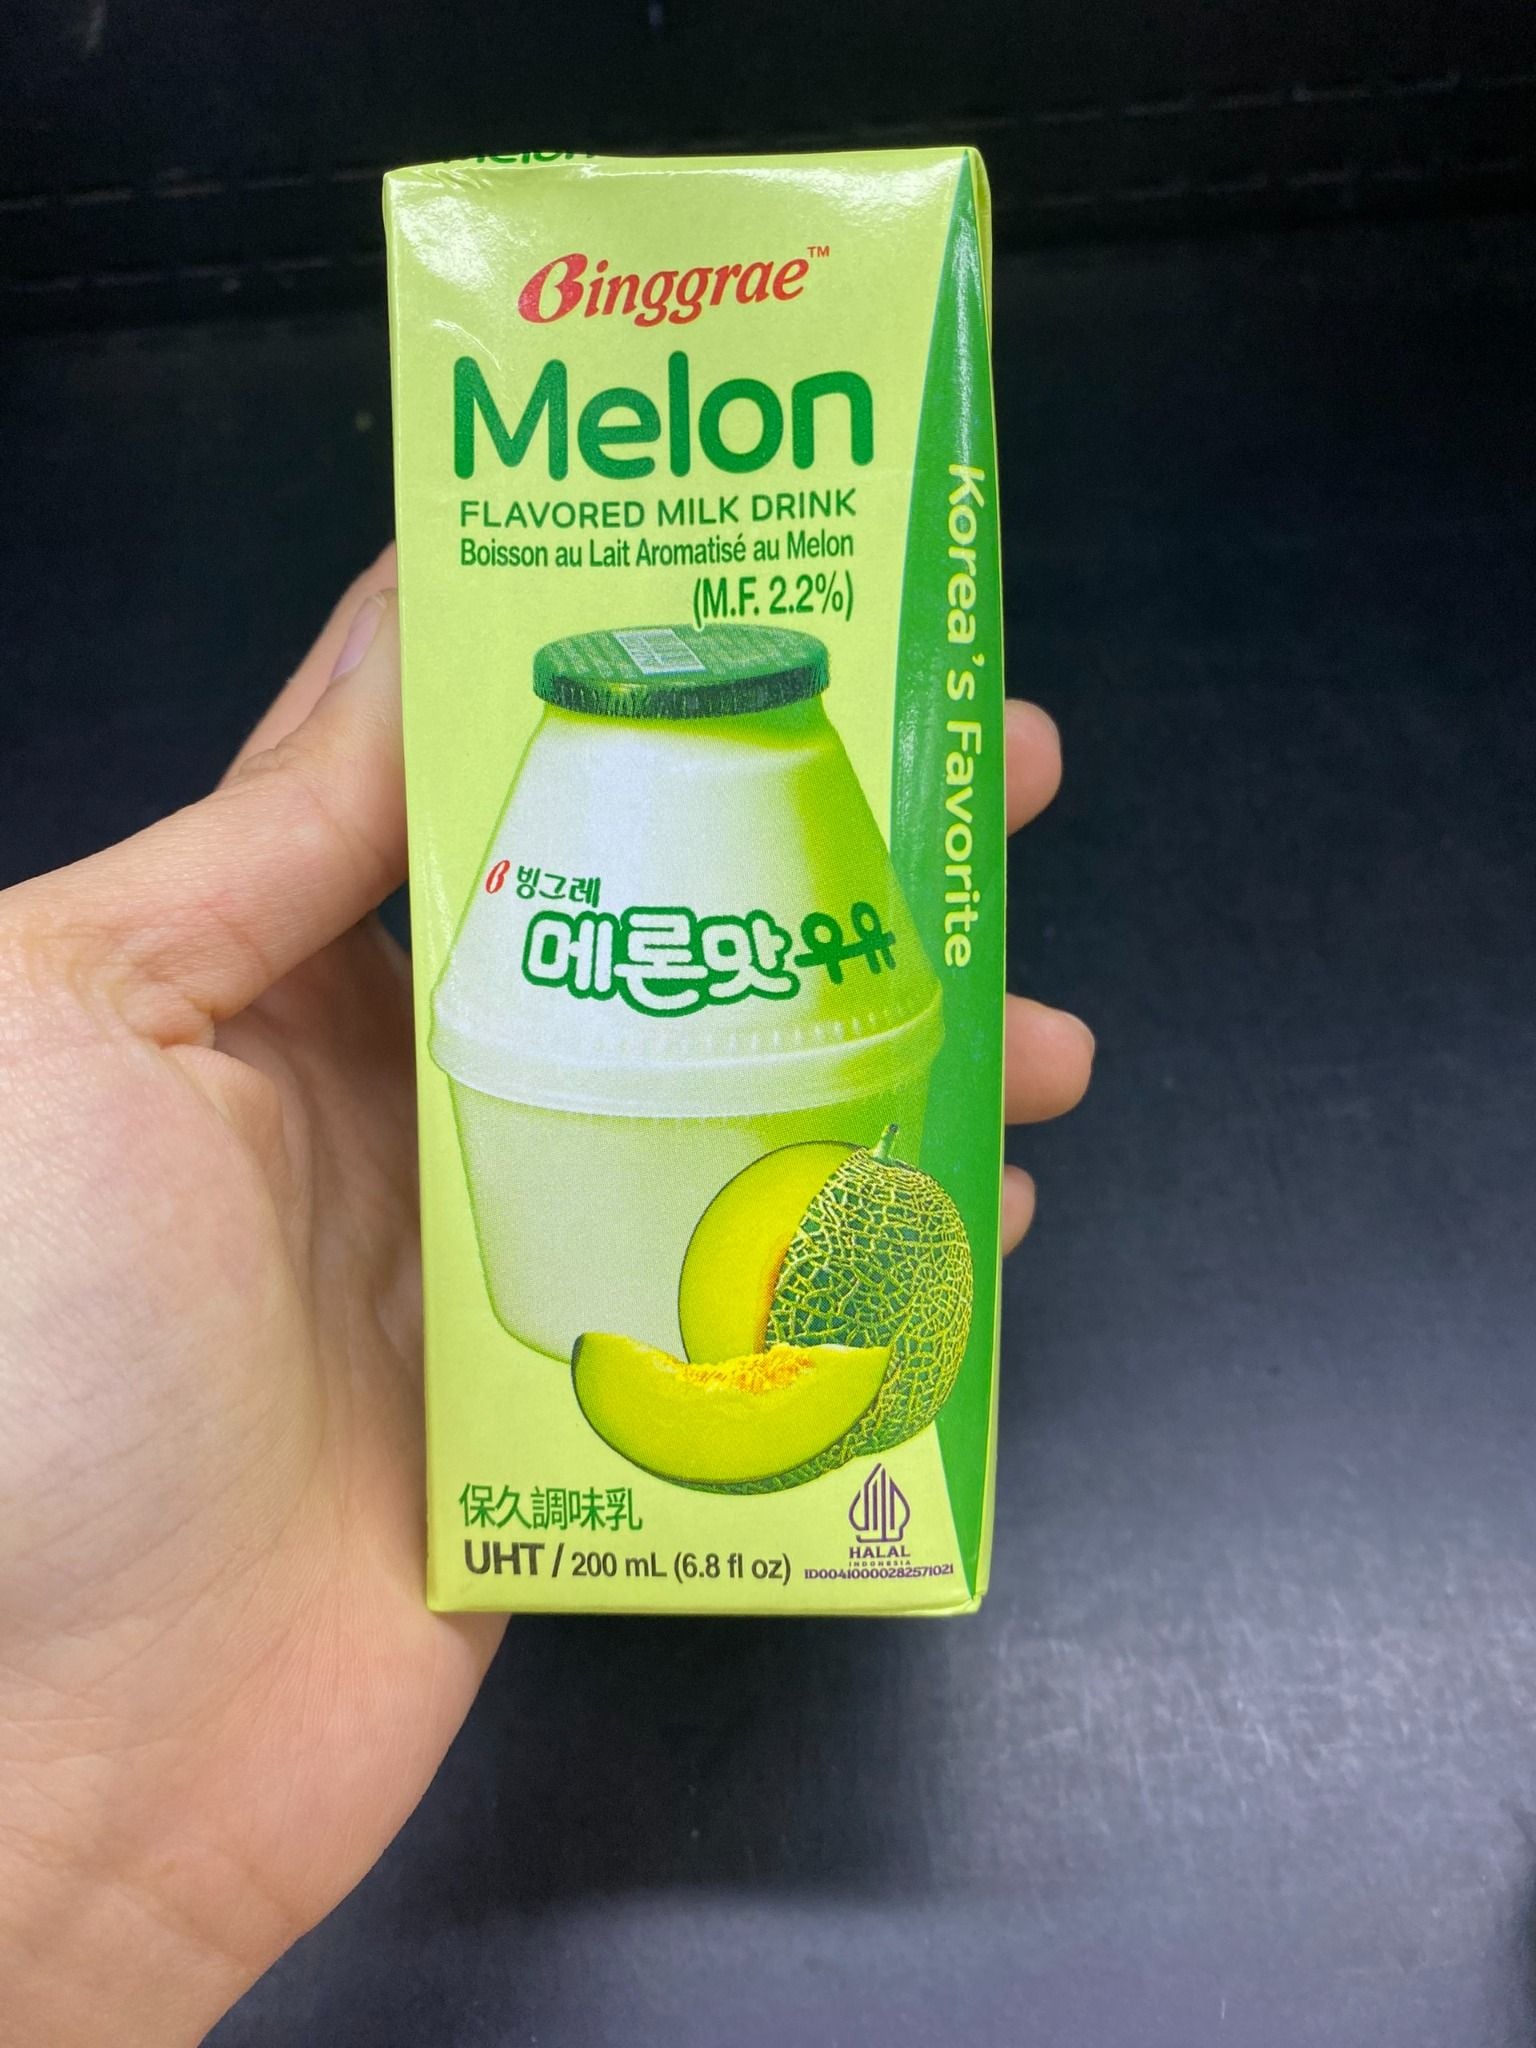 Melon
Binggrae™
Melon
FLAVORED MILK DRINK
Boisson au Lait Aromatisé au Melon
(M.F. 2.2%)
Korea's Favorite
빙그레
메론맛우유
保久調味乳
UHT / 200 mL (6.8 fl oz)
HALAL
INDONESIA
ID00410000282571021